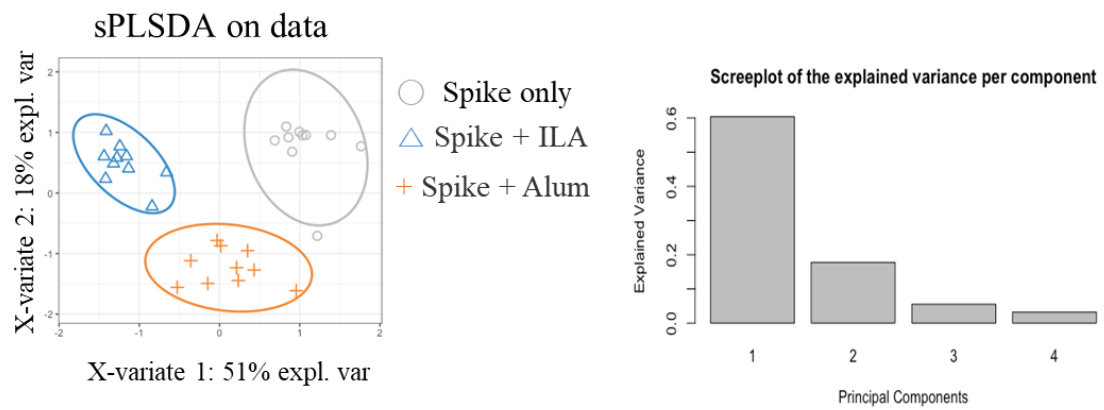 sPLSDA on data
X-variate 2: 18% expl. var
2
1
0
-1
-2
-2
-1
0
1
2
X-variate 1: 51% expl. var
Spike only
Spike + ILA
Spike + Alum
Screeplot of the explained variance per component
Explained Variance
0.6
0.4
0.2
0.0
1
2
3
4
Principal Components